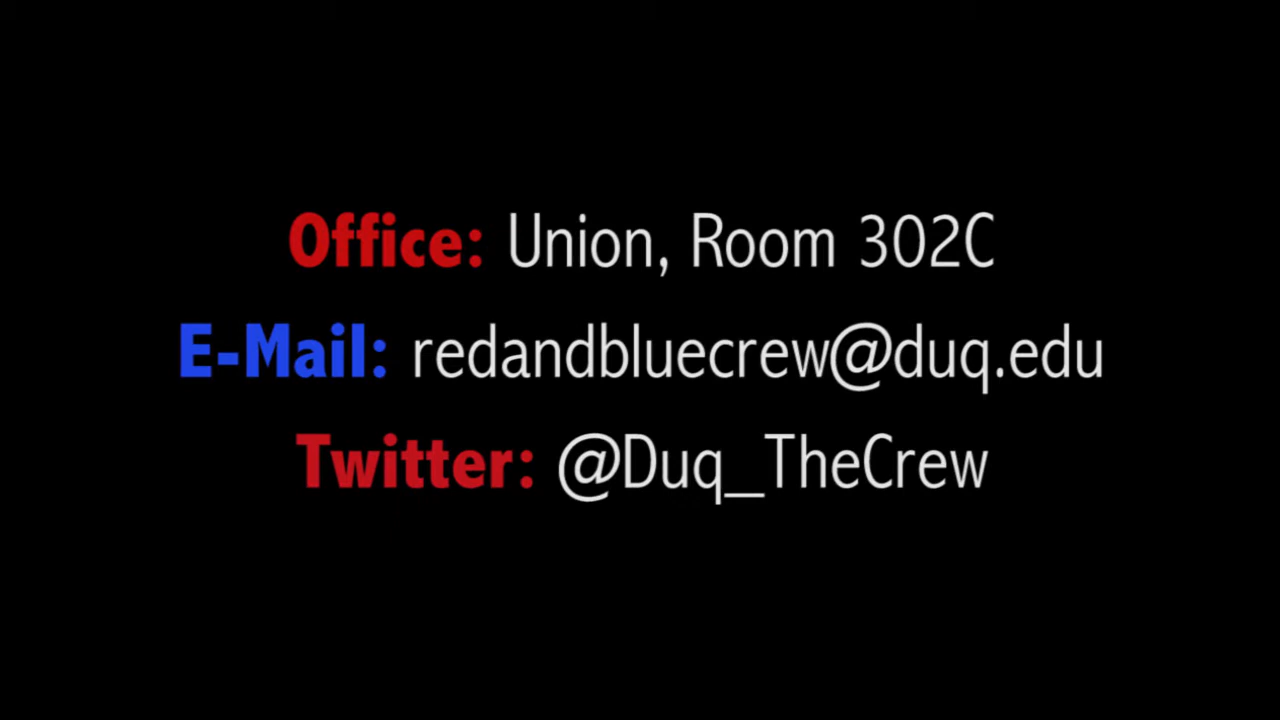 Office: Union, Room 302C
E-Mail: redandbluecrew@duq.edu
Twitter: @Duq_TheCrew